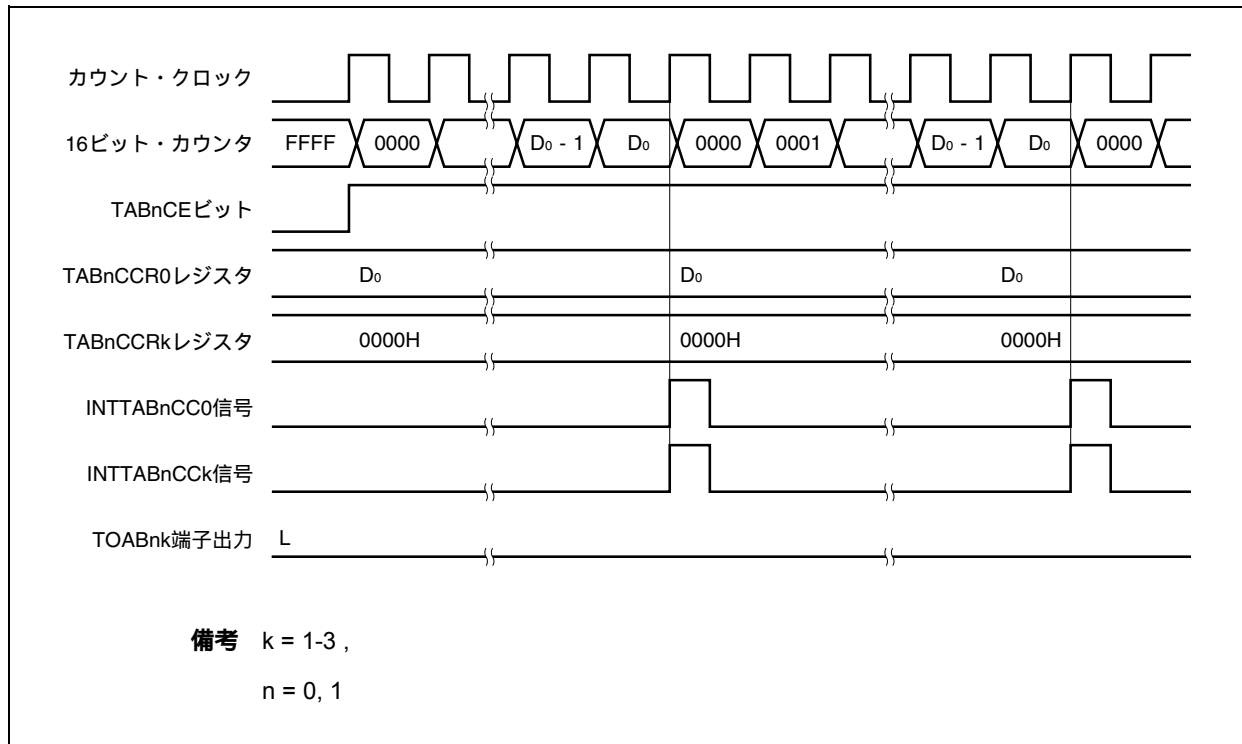 カウント・クロック
16ビット・カウンタ FFFF 0000 D0 - 1 D0 0000 0001 D0 - 1 D0 0000
TABnCEビット
TABnCCR0レジスタ D0 D0 D0
TABnCCRkレジスタ 0000H 0000H 0000H
INTTABnCC0信号
INTTABnCCk信号
TOABnk端子出力 L
備考 k = 1-3 ,
n = 0, 1